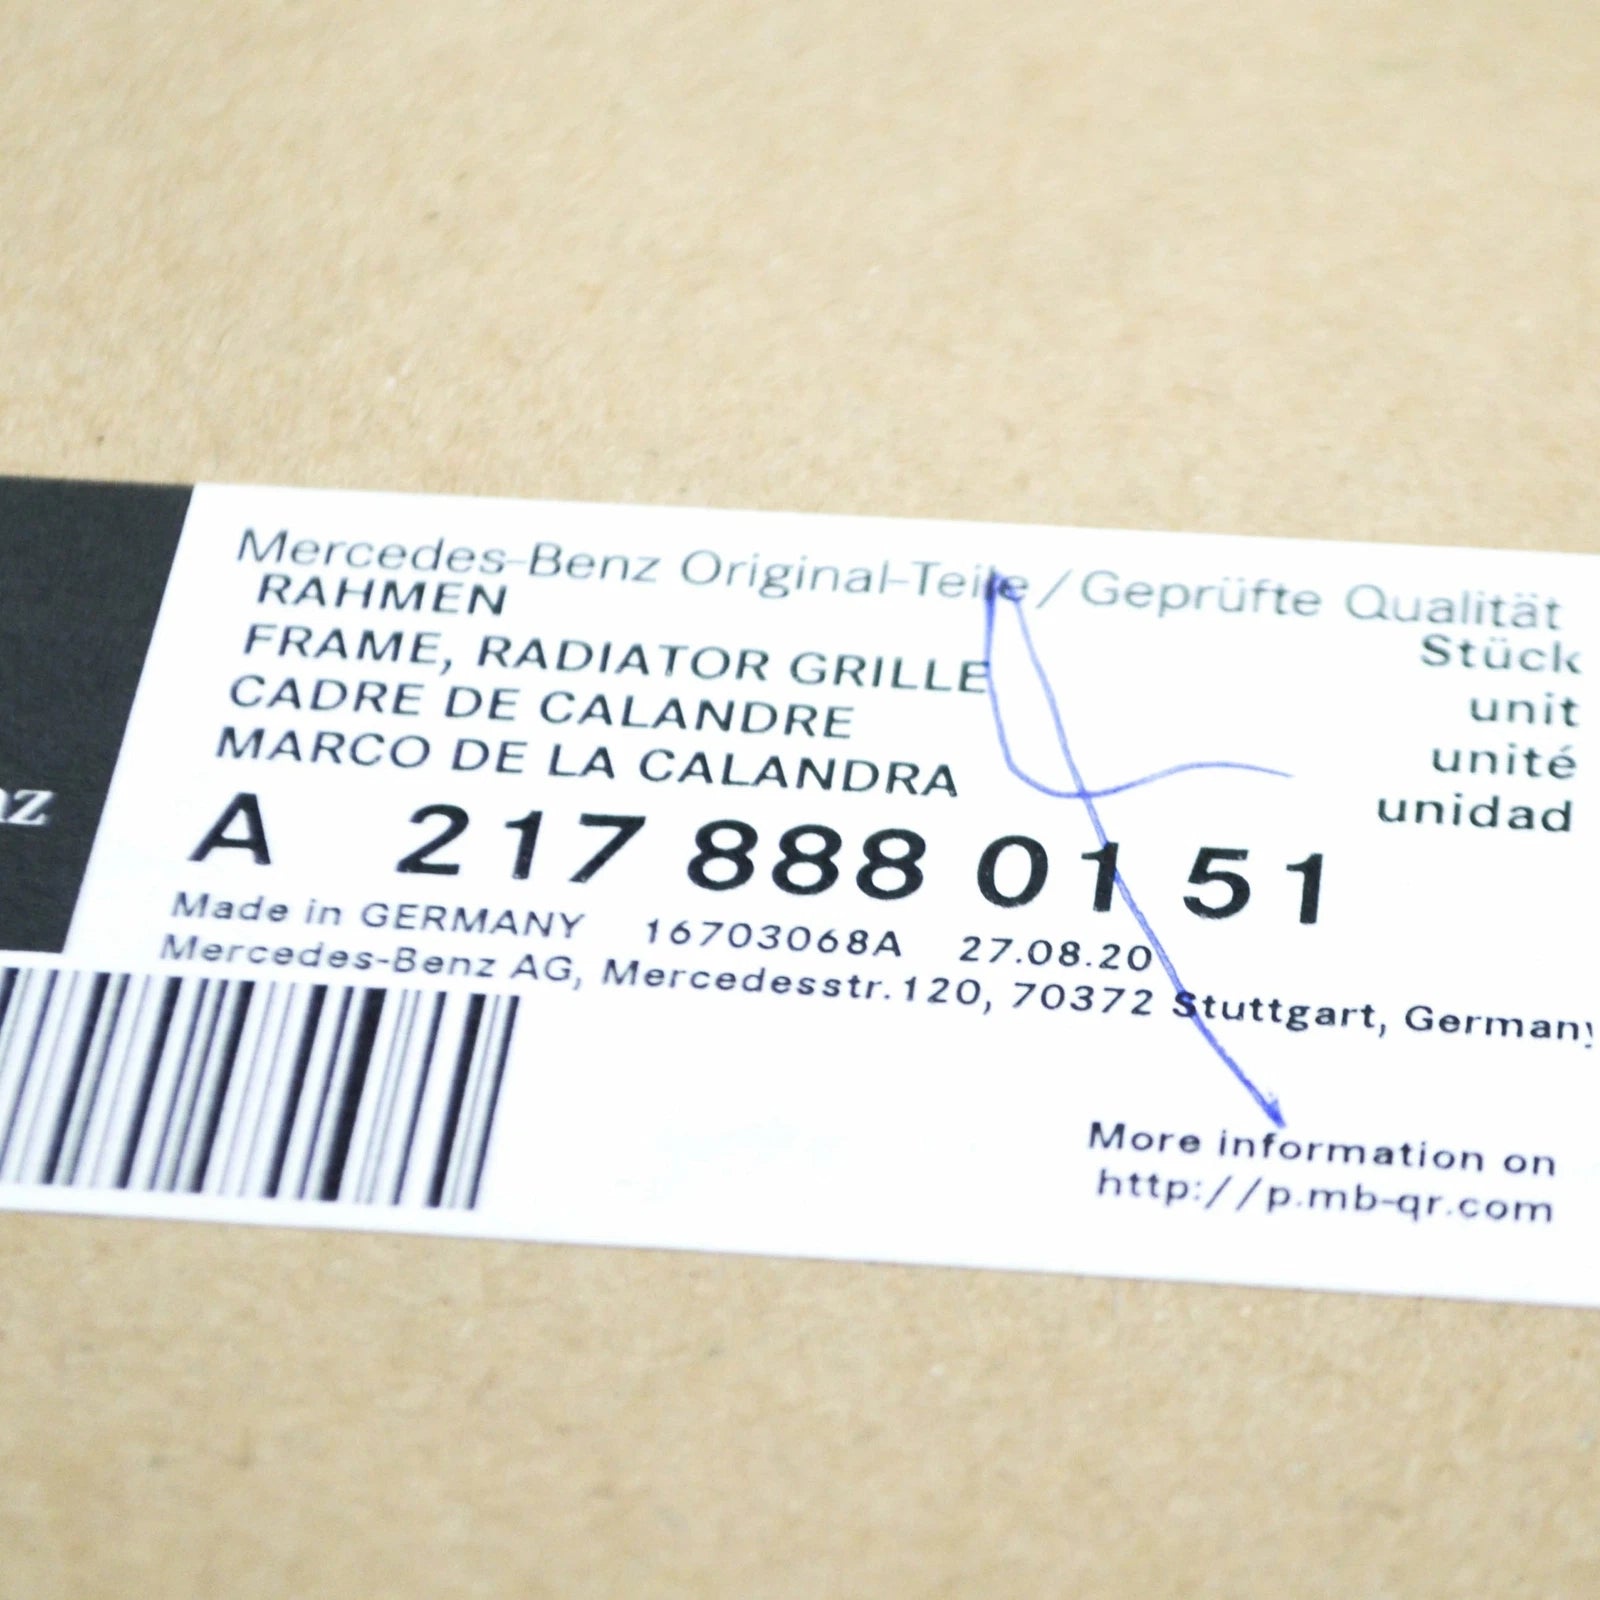 Mercedes-Benz Original-Teile / Geprüfte Qualität
RAHMEN
FRAME, RADIATOR GRILLE
CADRE DE CALANDRE
MARCO DE LA CALANDRA
Stück
unit
unité
unidad
A 217 888 01 51
Made in GERMANY 16703068A 27.08.20
Mercedes-Benz AG, Mercedesstr.120, 70372 Stuttgart, Germany
More information on
http://p.mb-qr.com